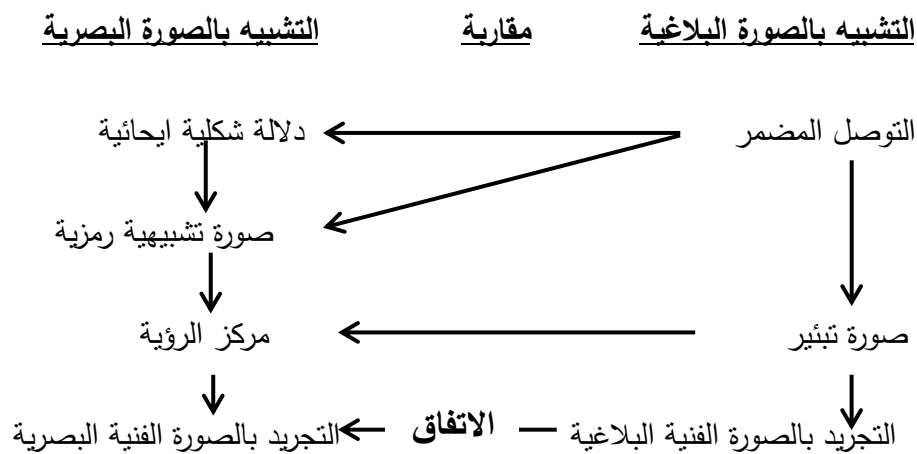 التشبيه بالصورة البلاغية مقاربة التشبيه بالصورة البصرية
التوصل المضمر دلالة شكلية ايحائية
صورة تشبيهية رمزية
صورة تبئير مركز الرؤية
التجريد بالصورة الفنية البلاغية الاتفاق التجريد بالصورة الفنية البصرية